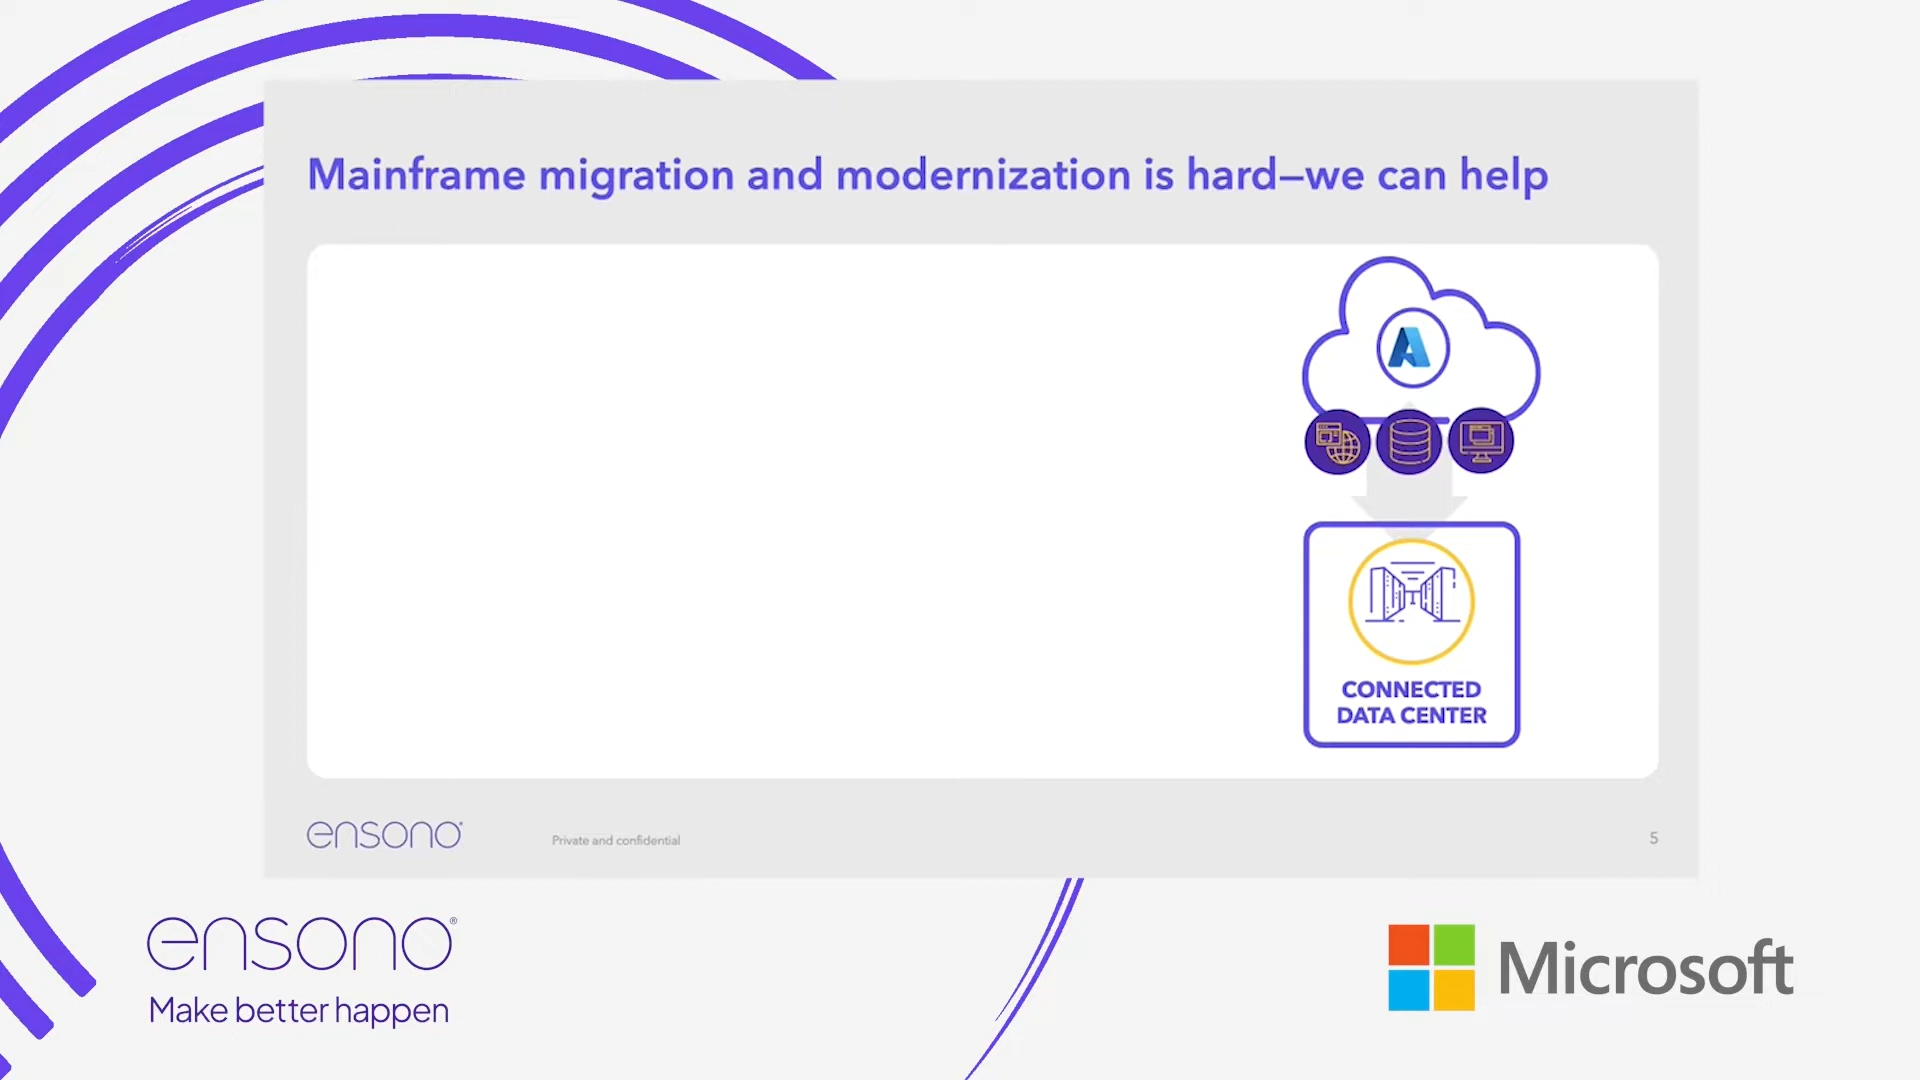 Mainframe migration and modernization is hard—we can help
CONNECTED
DATA CENTER
ensono®
Private and confidential
5
ensono®
Make better happen
Microsoft